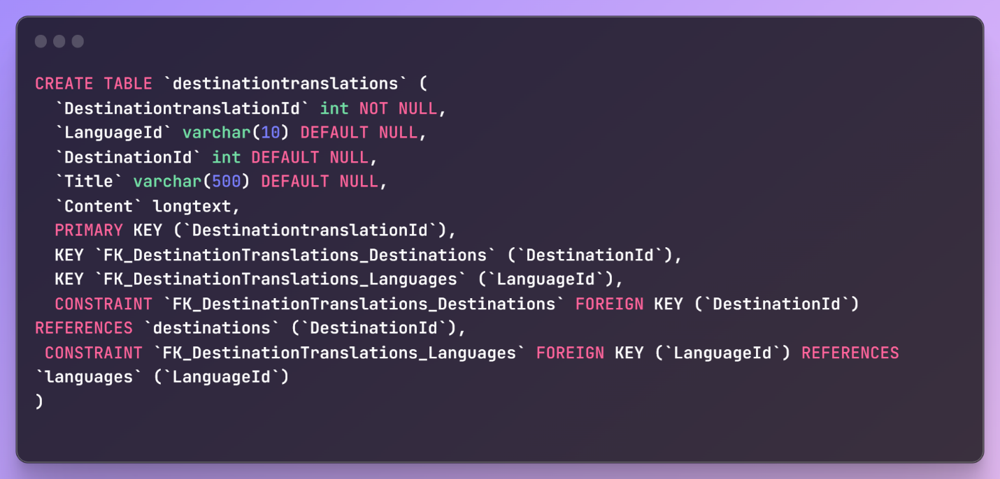 CREATE TABLE `destinationtranslations` (
  `DestinationtranslationId` int NOT NULL,
  `LanguageId` varchar(10) DEFAULT NULL,
  `DestinationId` int DEFAULT NULL,
  `Title` varchar(500) DEFAULT NULL,
  `Content` longtext,
  PRIMARY KEY (`DestinationtranslationId`),
  KEY `FK_DestinationTranslations_Destinations` (`DestinationId`),
  KEY `FK_DestinationTranslations_Languages` (`LanguageId`),
  CONSTRAINT `FK_DestinationTranslations_Destinations` FOREIGN KEY (`DestinationId`)
REFERENCES `destinations` (`DestinationId`),
 CONSTRAINT `FK_DestinationTranslations_Languages` FOREIGN KEY (`LanguageId`) REFERENCES
`languages` (`LanguageId`)
)